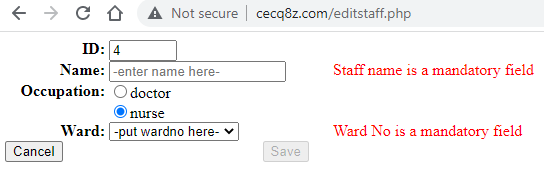 Not secure | cecq8z.com/editstaff.php
ID: 4
Name: -enter name here- Staff name is a mandatory field
Occupation: doctor
nurse
Ward: -put wardno here- Ward No is a mandatory field
Cancel Save